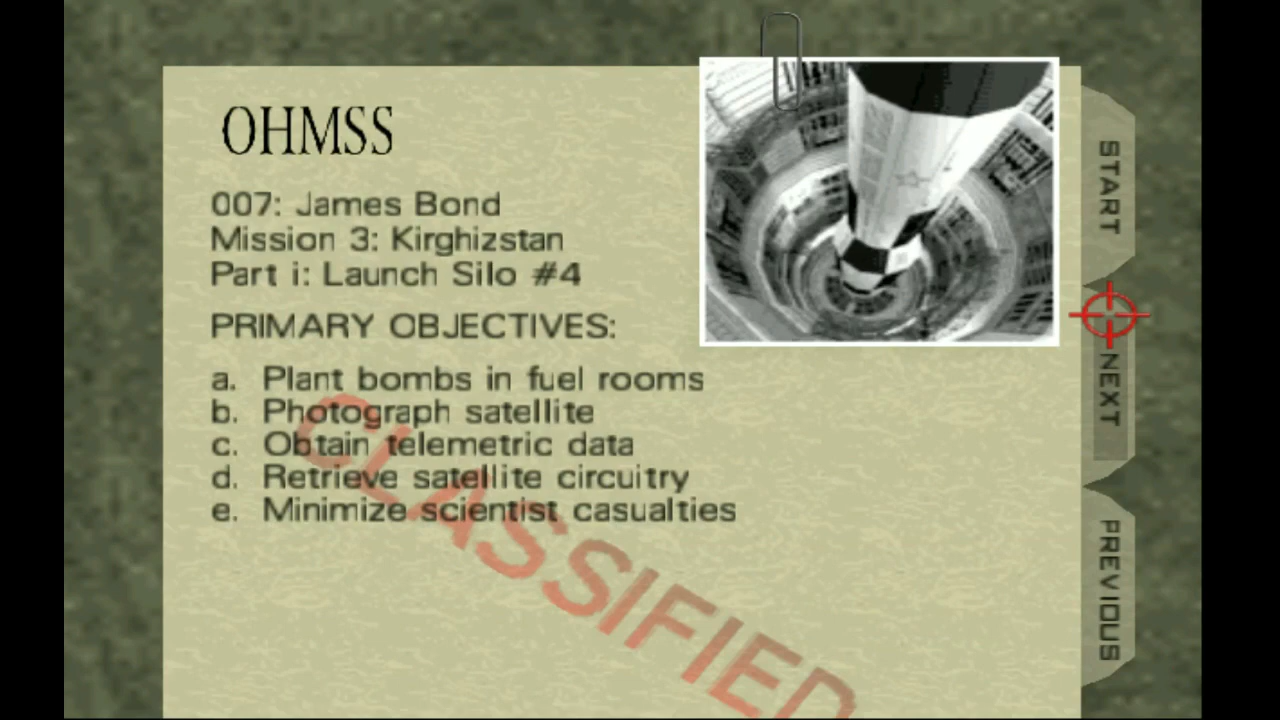 OHMSS
007: James Bond
Mission 3: Kirghizstan
Part i: Launch Silo #4
PRIMARY OBJECTIVES:
a. Plant bombs in fuel rooms
b. Photograph satellite
c. Obtain telemetric data
d. Retrieve satellite circuitry
e. Minimize scientist casualties
CLASSIFIED
START
NEXT
PREVIOUS